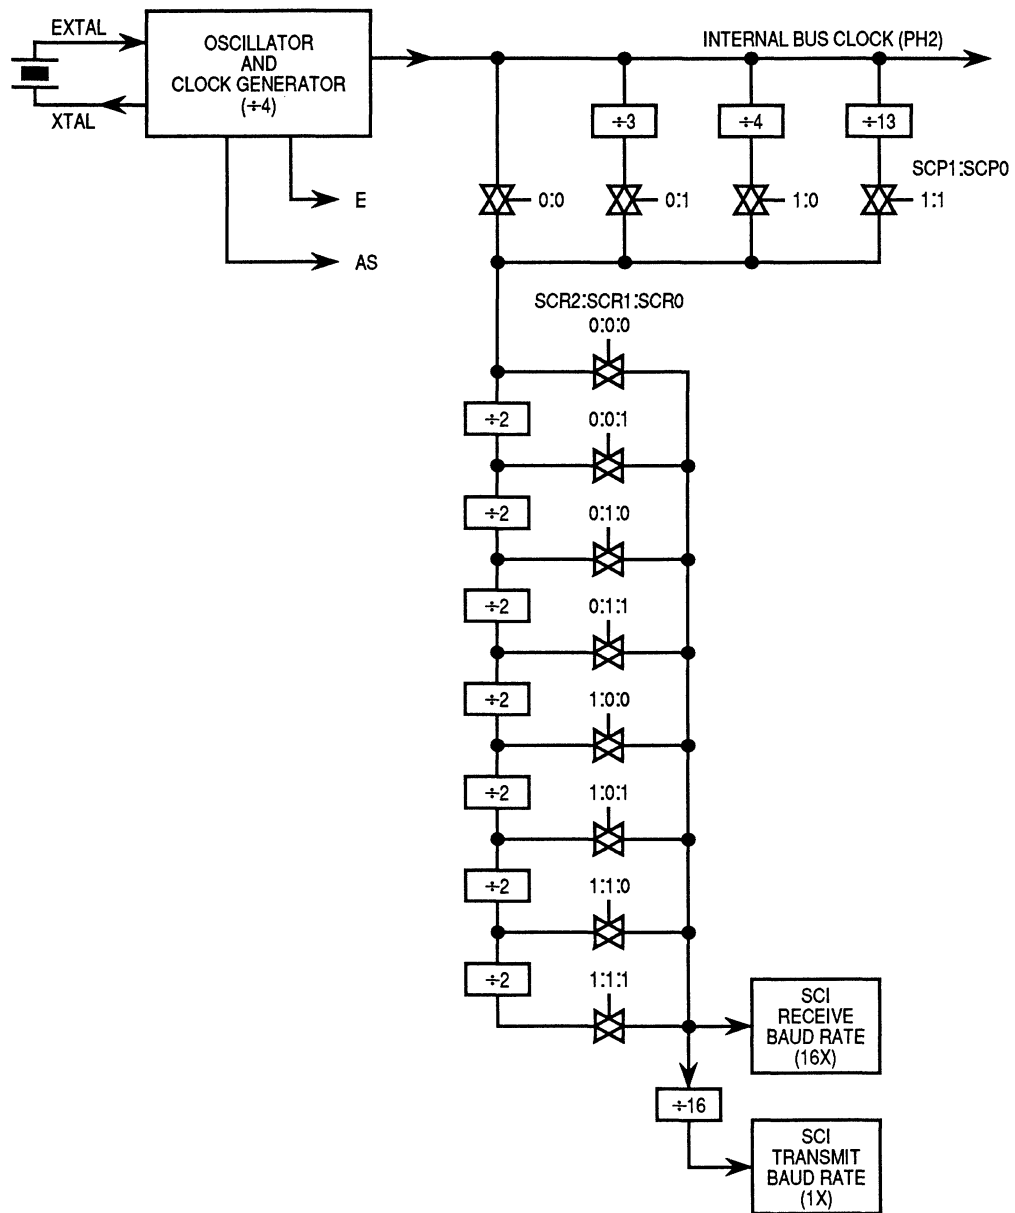 EXTAL
XTAL
OSCILLATOR
AND
CLOCK GENERATOR
(÷4)
INTERNAL BUS CLOCK (PH2)
÷3
÷4
÷13
SCP1:SCP0
0:0
0:1
1:0
1:1
E
AS
SCR2:SCR1:SCR0
0:0:0
÷2
0:0:1
÷2
0:1:0
÷2
0:1:1
÷2
1:0:0
÷2
1:0:1
÷2
1:1:0
÷2
1:1:1
SCI
RECEIVE
BAUD RATE
(16X)
÷16
SCI
TRANSMIT
BAUD RATE
(1X)